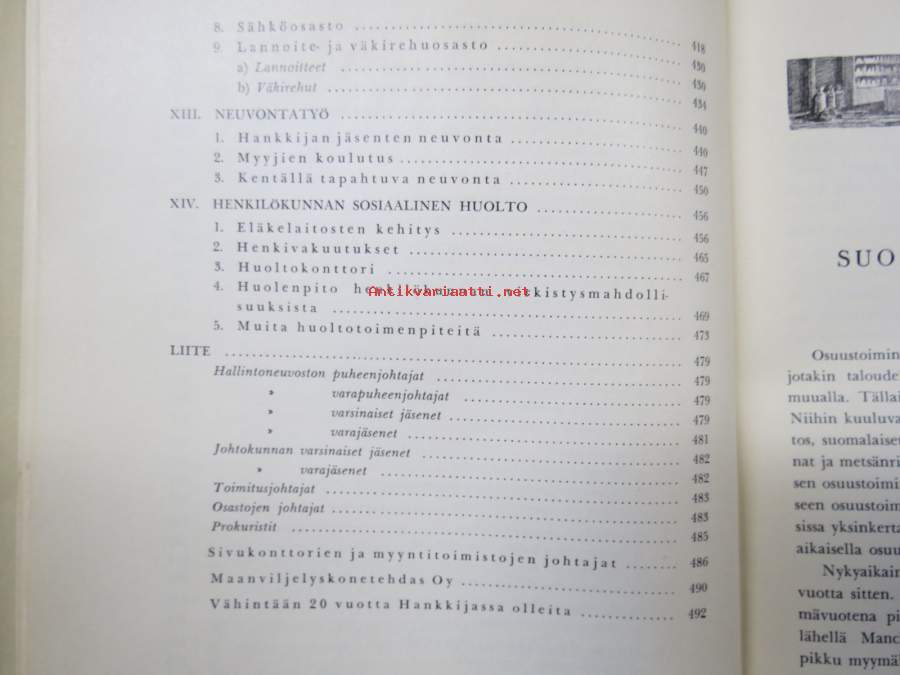 8. Sähköosasto ........ 418
9. Lannoite- ja väkirehuosasto ........ 430
a) Lannoitteet ........ 430
b) Väkirehut ........ 434
XIII. NEUVONTATYÖ ........ 440
1. Hankkijan jäsenten neuvonta ........ 440
2. Myyjien koulutus ........ 447
3. Kentällä tapahtuva neuvonta ........ 450
XIV. HENKILÖKUNNAN SOSIAALINEN HUOLTO ........ 456
1. Eläkelaitosten kehitys ........ 456
2. Henkivakuutukset ........ 465
3. Huoltokonttori ........ 467
4. Huolenpito henkilökunnan virkistysmahdolli-
suuksista ........ 469
5. Muita huoltotoimenpiteitä ........ 473
LIITE ........ 479
Hallintoneuvoston puheenjohtajat ........ 479
» varapuheenjohtajat ........ 479
» varsinaiset jäsenet ........ 479
» varajäsenet ........ 481
Johtokunnan varsinaiset jäsenet ........ 482
» varajäsenet ........ 482
Toimitusjohtajat ........ 483
Osastojen johtajat ........ 483
Prokuristit ........ 485
Sivukonttorien ja myyntitoimistojen johtajat ........ 486
Maanviljelyskonetehdas Oy ........ 490
Vähintään 20 vuotta Hankkijassa olleita ........ 492
Antikvariaatti.net
SUO
Osuustoimin
jotakin taloude
muualla. Tällai
Niihin kuuluva
tos, suomalaise
nat ja metsänri
sen osuustoimi
seen osuustoim
sissa yksinkerta
aikaisella osuu
Nykyaikain
vuotta sitten.
mävuotena pi
lähellä Manc
pikku myymäl